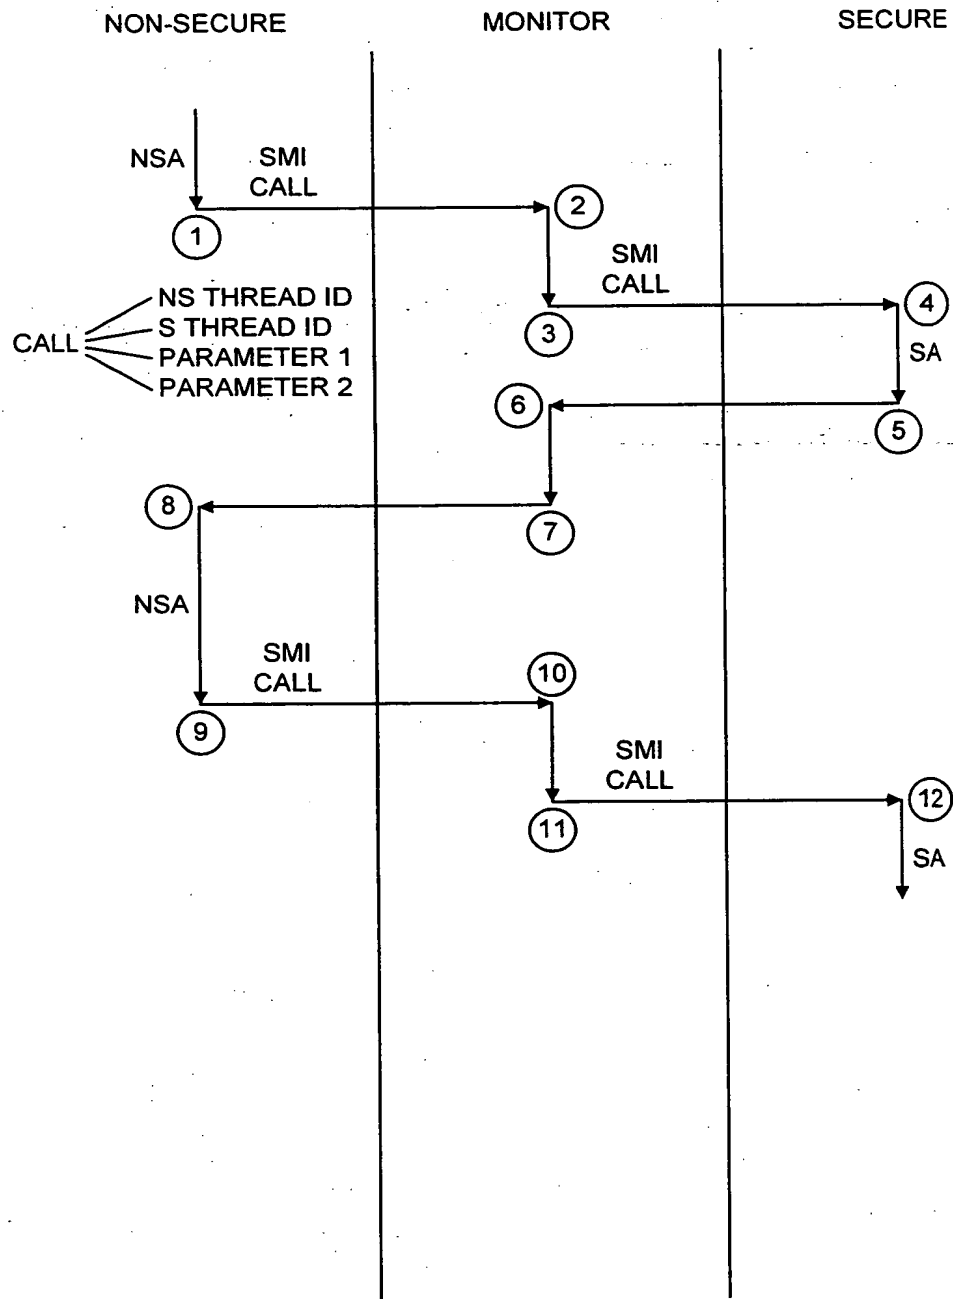 NON-SECURE
MONITOR
SECURE
NSA
SMI
CALL
1
2
SMI
CALL
3
4
CALL
NS THREAD ID
S THREAD ID
PARAMETER 1
PARAMETER 2
SA
6
5
8
7
NSA
SMI
CALL
10
9
SMI
CALL
11
12
SA